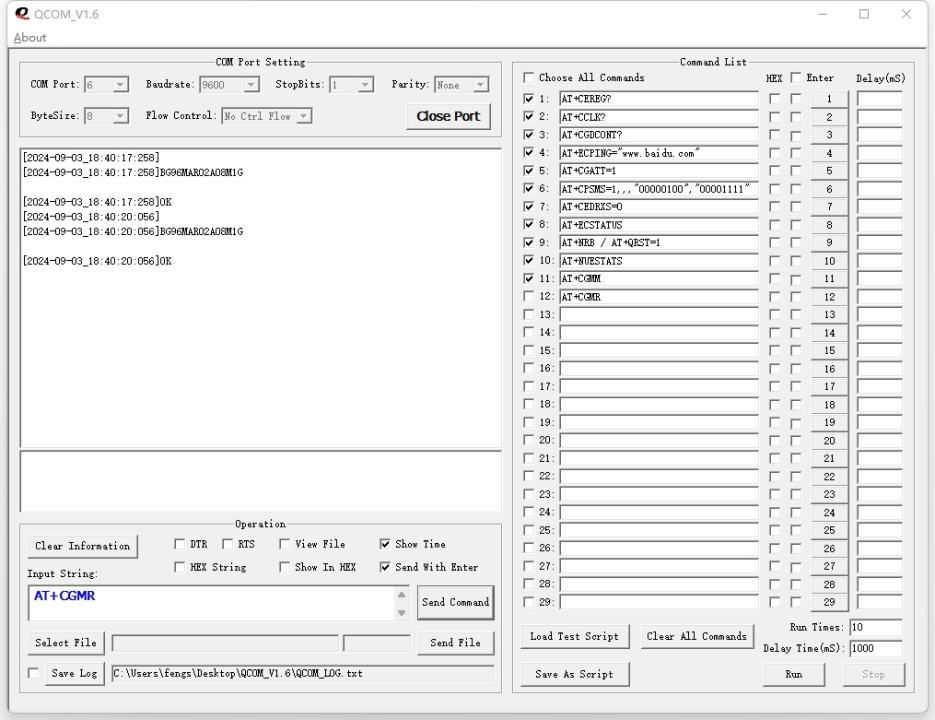 QCOM_V1.6
About
COM Port Setting
COM Port: 6 Baudrate: 9600 StopBits: 1 Parity: None
ByteSize: 8 Flow Control: No Ctrl Flow Close Port
[2024-09-03_18:40:17:258]
[2024-09-03_18:40:17:258]BG96MAR02A08M1G
[2024-09-03_18:40:17:258]OK
[2024-09-03_18:40:20:056]
[2024-09-03_18:40:20:056]BG96MAR02A08M1G
[2024-09-03_18:40:20:056]OK
Operation
Clear Information DTR RTS View File Show Time
HEX String Show In HEX Send With Enter
Input String:
AT+CGMR
Send Command
Select File Send File
Save Log C:\Users\fengs\Desktop\QCOM_V1.6\QCOM_LOG.txt
Command List
Choose All Commands HEX Enter Delay(mS)
1: AT+CEREG? 1
2: AT+CCLK? 2
3: AT+CGDCONT? 3
4: AT+ECPING="www.baidu.com" 4
5: AT+CGATT=1 5
6: AT+CPSMS=1,,,"00000100","00001111" 6
7: AT+CEDRXS=0 7
8: AT+ECSTATUS 8
9: AT+NRB / AT+QRST=1 9
10: AT+NUESTATS 10
11: AT+CGMM 11
12: AT+CGMR 12
13: 13
14: 14
15: 15
16: 16
17: 17
18: 18
19: 19
20: 20
21: 21
22: 22
23: 23
24: 24
25: 25
26: 26
27: 27
28: 28
29: 29
Load Test Script Clear All Commands Run Times: 10
Delay Time(mS): 1000
Save As Script Run Stop